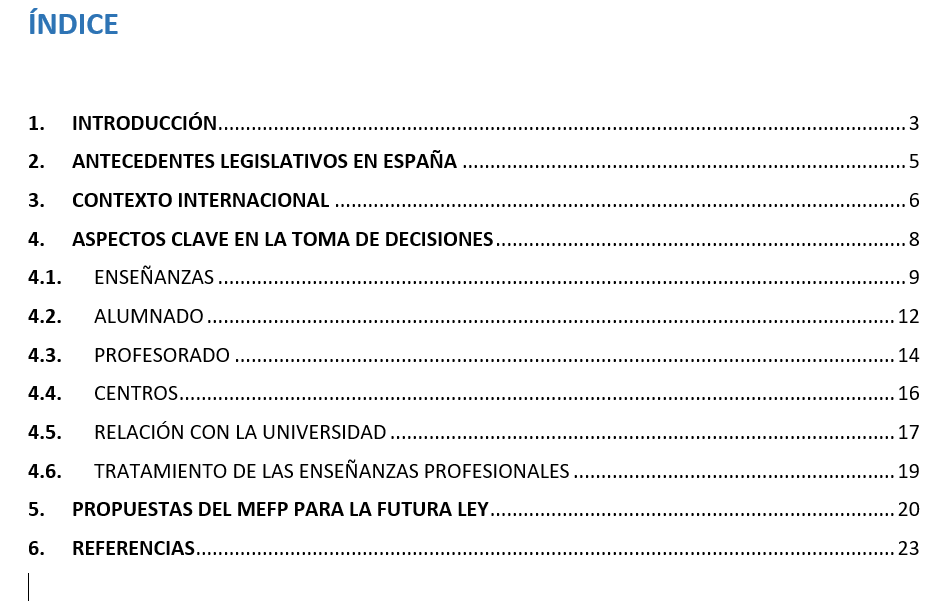 ÍNDICE
1. INTRODUCCIÓN 3
2. ANTECEDENTES LEGISLATIVOS EN ESPAÑA 5
3. CONTEXTO INTERNACIONAL 6
4. ASPECTOS CLAVE EN LA TOMA DE DECISIONES 8
4.1. ENSEÑANZAS 9
4.2. ALUMNADO 12
4.3. PROFESORADO 14
4.4. CENTROS 16
4.5. RELACIÓN CON LA UNIVERSIDAD 17
4.6. TRATAMIENTO DE LAS ENSEÑANZAS PROFESIONALES 19
5. PROPUESTAS DEL MEFP PARA LA FUTURA LEY 20
6. REFERENCIAS 23